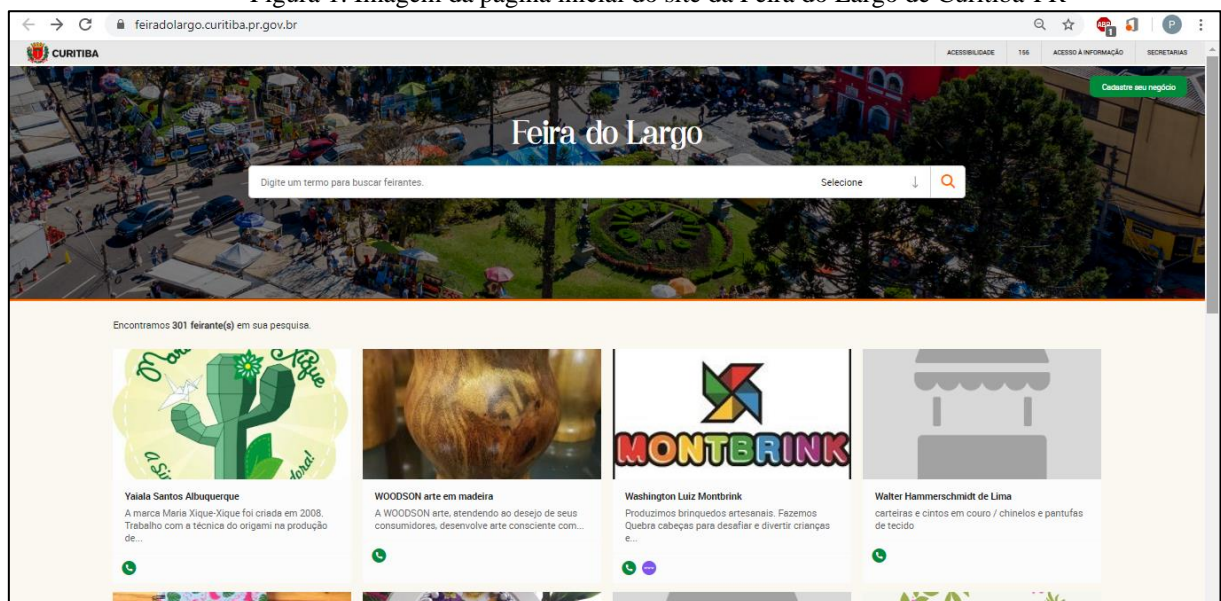 Figura 1: Imagem da página inicial do site da Feira do Largo de Curitiba-PR
feiradolargo.curitiba.pr.gov.br
ABP
1
P
CURITIBA
ACESSIBILIDADE 156 ACESSO À INFORMAÇÃO SECRETARIAS
Cadastre seu negócio
Feira do Largo
Digite um termo para buscar feirantes. Selecione
Encontramos 301 feirante(s) em sua pesquisa.
Xique
a
MONTBRINK
Yaiala Santos Albuquerque
A marca Maria Xique-Xique foi criada em 2008.
Trabalho com a técnica do origami na produção
de...
WOODSON arte em madeira
A WOODSON arte, atendendo ao desejo de seus
consumidores, desenvolve arte consciente com...
Washington Luiz Montbrink
Produzimos brinquedos artesanais. Fazemos
Quebra cabeças para desafiar e divertir crianças
e...
Walter Hammerschmidt de Lima
carteiras e cintos em couro / chinelos e pantufas
de tecido